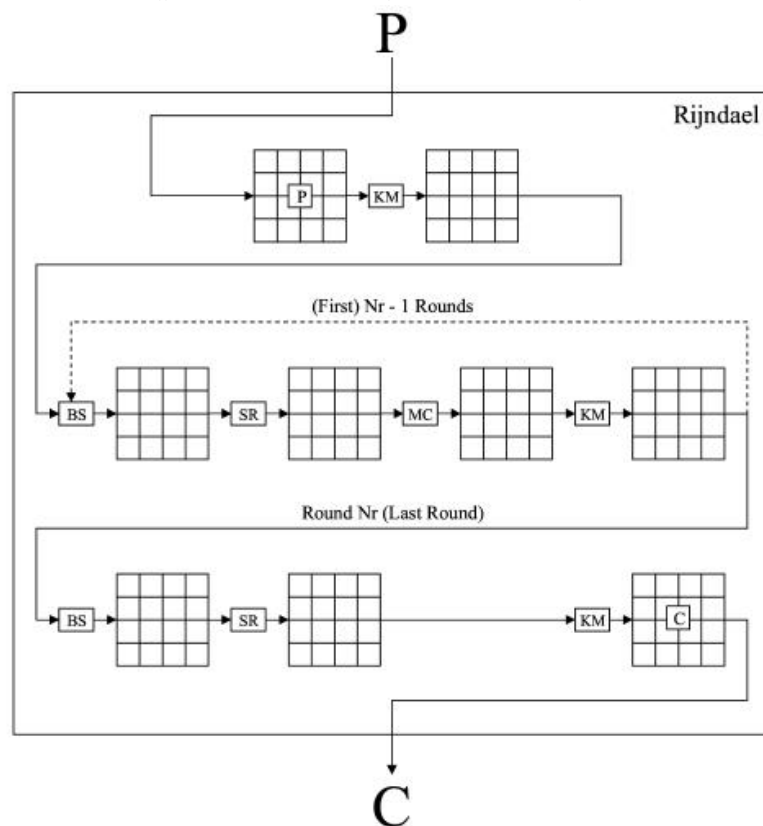 P
Rijndael
P KM
(First) Nr - 1 Rounds
BS SR MC KM
Round Nr (Last Round)
BS SR KM C
C